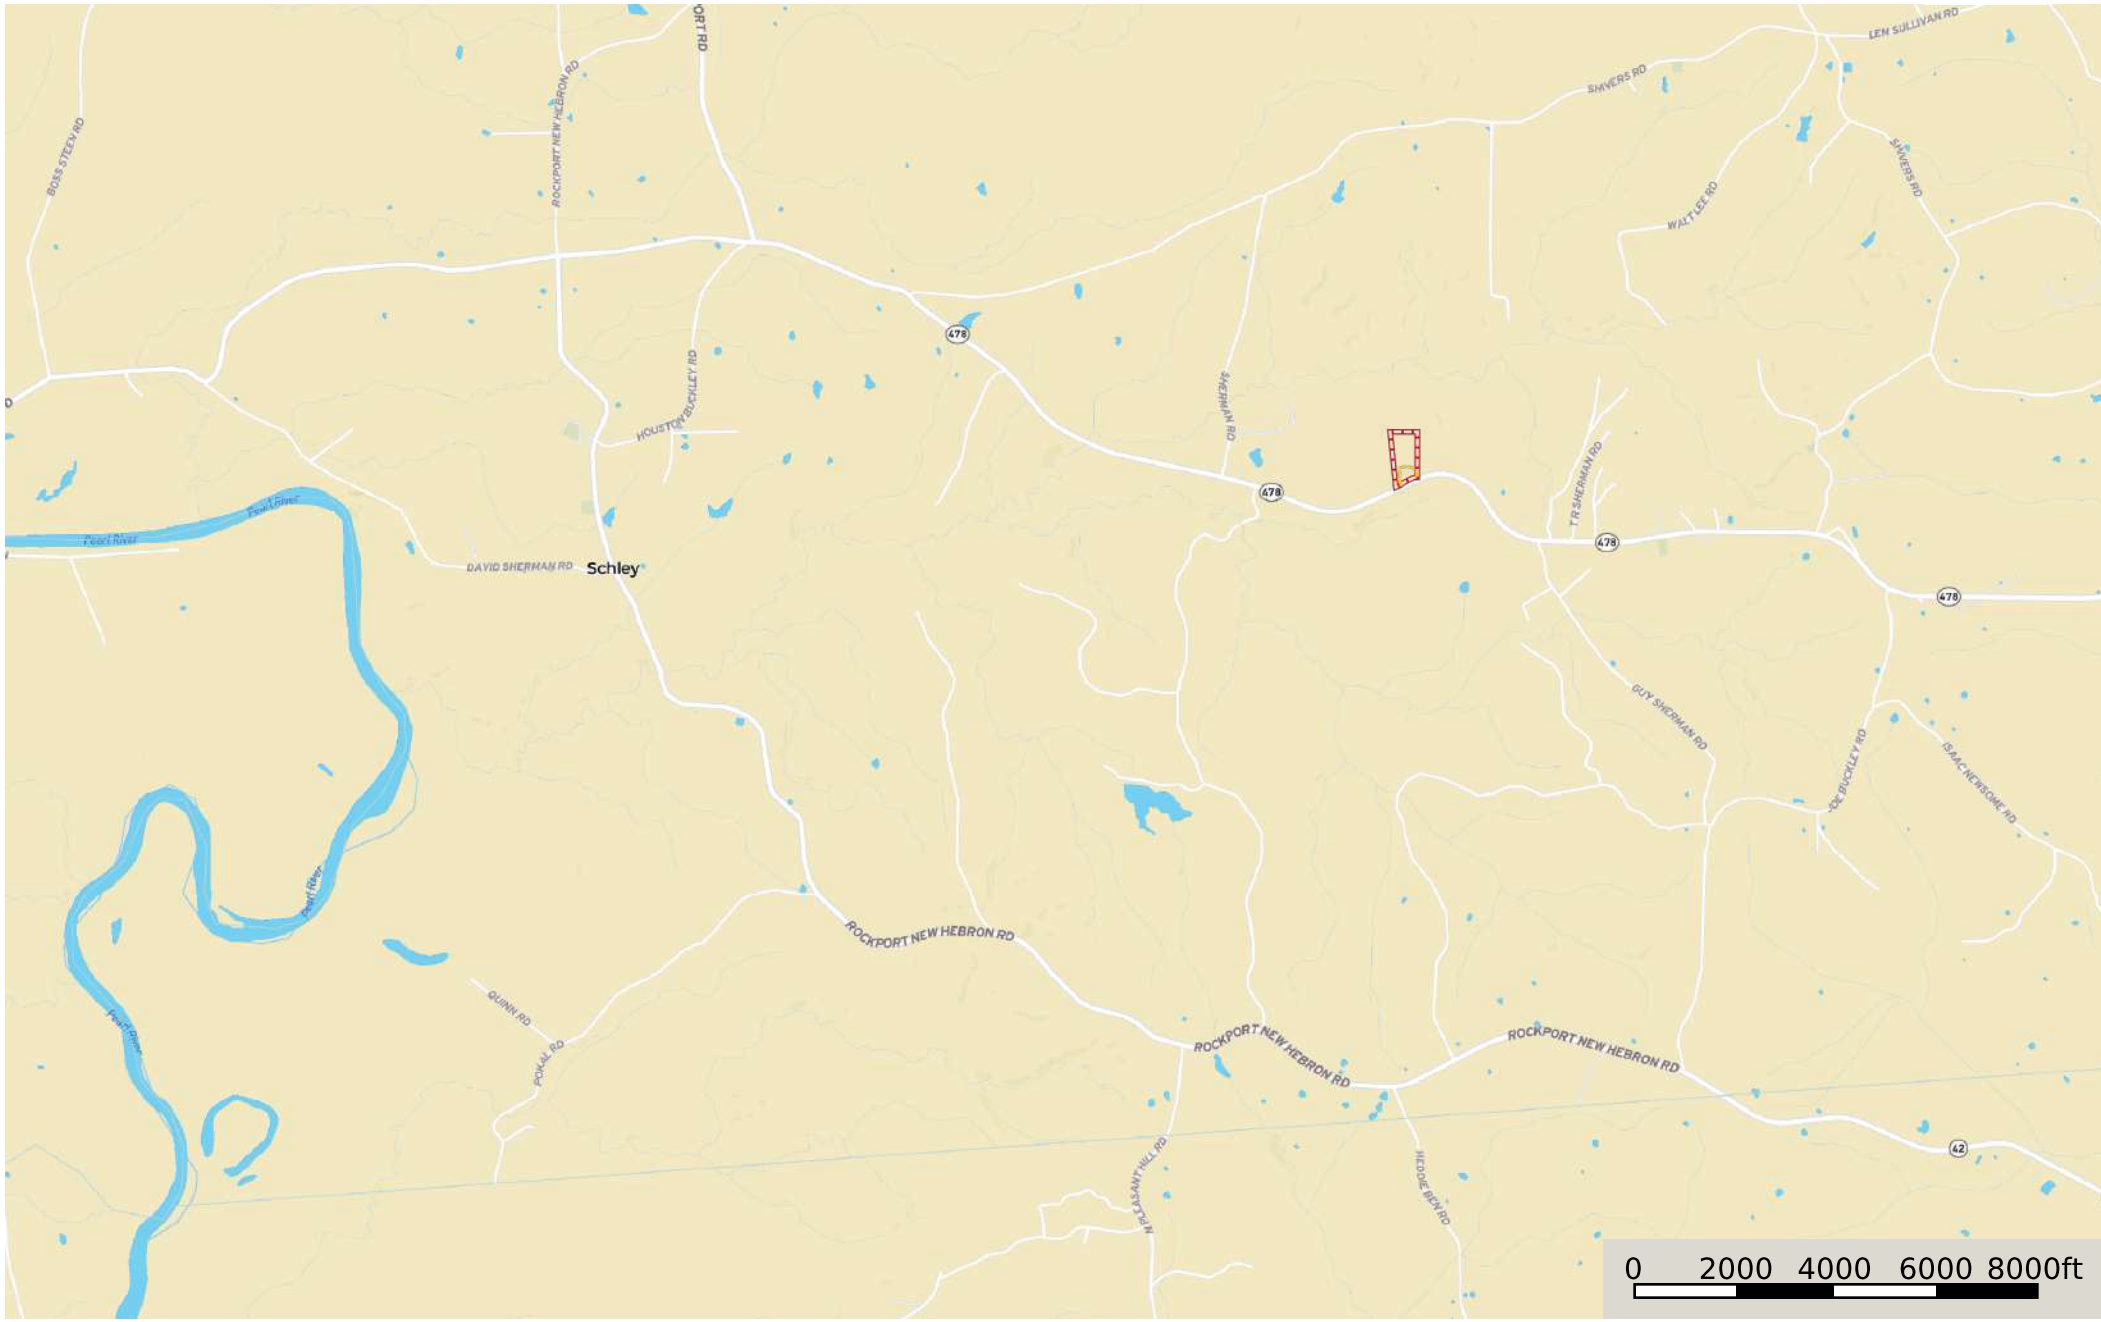 ORT RD
LEN SULLIVAN RD
SHIVERS RD
ROCKPORT NEW HEBRON RD
BOSS STEEN RD
SHIVERS RD
WALT LEE RD
478
HOUSTON BUCKLEY RD
SHERMAN RD
T R SHERMAN RD
478
Pearl River
Pearl River
478
DAVID SHERMAN RD
Schley
478
GUY SHERMAN RD
JOE BUCKLEY RD
ISAAC NEWSOME RD
Pearl River
ROCKPORT NEW HEBRON RD
QUINN RD
Pearl River
POKAL RD
ROCKPORT NEW HEBRON RD
ROCKPORT NEW HEBRON RD
42
N PLEASANT HILL RD
HEDDIE BEN RD
0 2000 4000 6000 8000ft